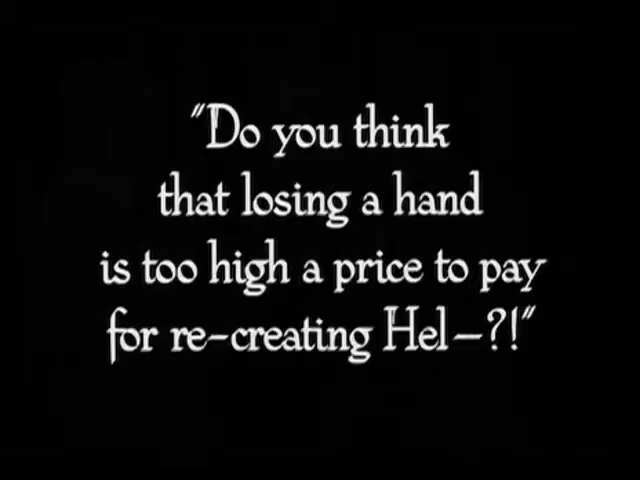 "Do you think
that losing a hand
is too high a price to pay
for re-creating Hel–?!"